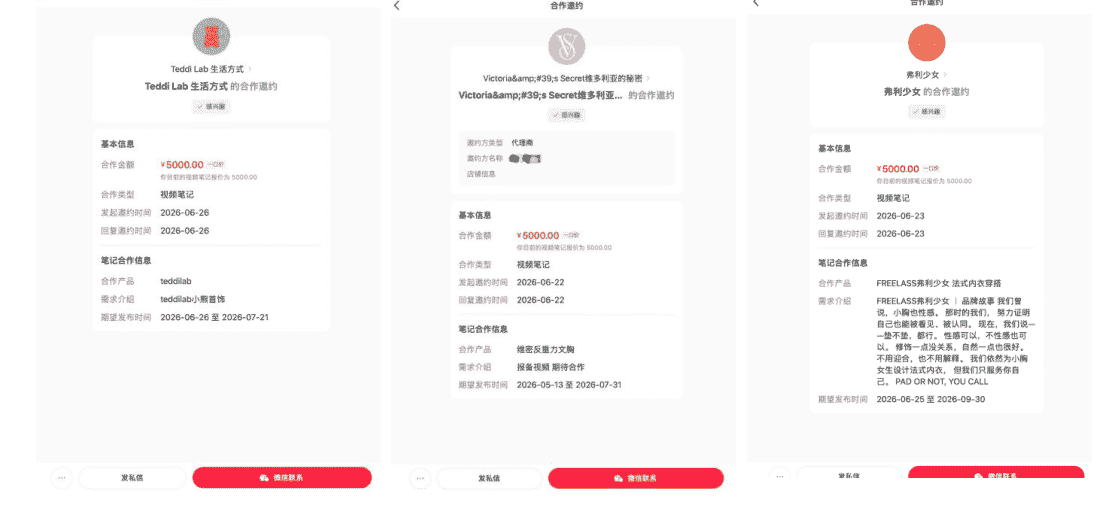 Teddi Lab 生活方式
Teddi Lab 生活方式 的合作邀约
感兴趣
基本信息
合作金额 ¥5000.00 一口价
你目前的视频笔记报价为 5000.00
合作类型 视频笔记
发起邀约时间 2026-06-26
回复邀约时间 2026-06-26
笔记合作信息
合作产品 teddilab
需求介绍 teddilab小熊首饰
期望发布时间 2026-06-26 至 2026-07-21
... 发私信 微信联系
合作邀约
Victoria&amp;#39;s Secret维多利亚的秘密
Victoria&amp;#39;s Secret维多利亚... 的合作邀约
感兴趣
邀约方类型 代理商
邀约方名称
店铺信息
基本信息
合作金额 ¥5000.00 一口价
你目前的视频笔记报价为 5000.00
合作类型 视频笔记
发起邀约时间 2026-06-22
回复邀约时间 2026-06-22
笔记合作信息
合作产品 维密反重力文胸
需求介绍 报备视频 期待合作
期望发布时间 2026-05-13 至 2026-07-31
... 发私信 微信联系
合作邀约
弗利少女
弗利少女 的合作邀约
感兴趣
基本信息
合作金额 ¥5000.00 一口价
你目前的视频笔记报价为 5000.00
合作类型 视频笔记
发起邀约时间 2026-06-23
回复邀约时间 2026-06-23
笔记合作信息
合作产品 FREELASS弗利少女 法式内衣穿搭
需求介绍 FREELASS弗利少女 | 品牌故事 我们曾
说，小胸也性感。 那时的我们， 努力证明
自己也能被看见、被认同。 现在，我们说一
一垫不垫，都行。 性感可以，不性感也可
以。 修饰一点没关系，自然一点也很好。
不用迎合，也不用解释。 我们依然为小胸
女生设计法式内衣， 但我们只服务你自
己。 PAD OR NOT, YOU CALL
期望发布时间 2026-06-25 至 2026-09-30
... 发私信 微信联系